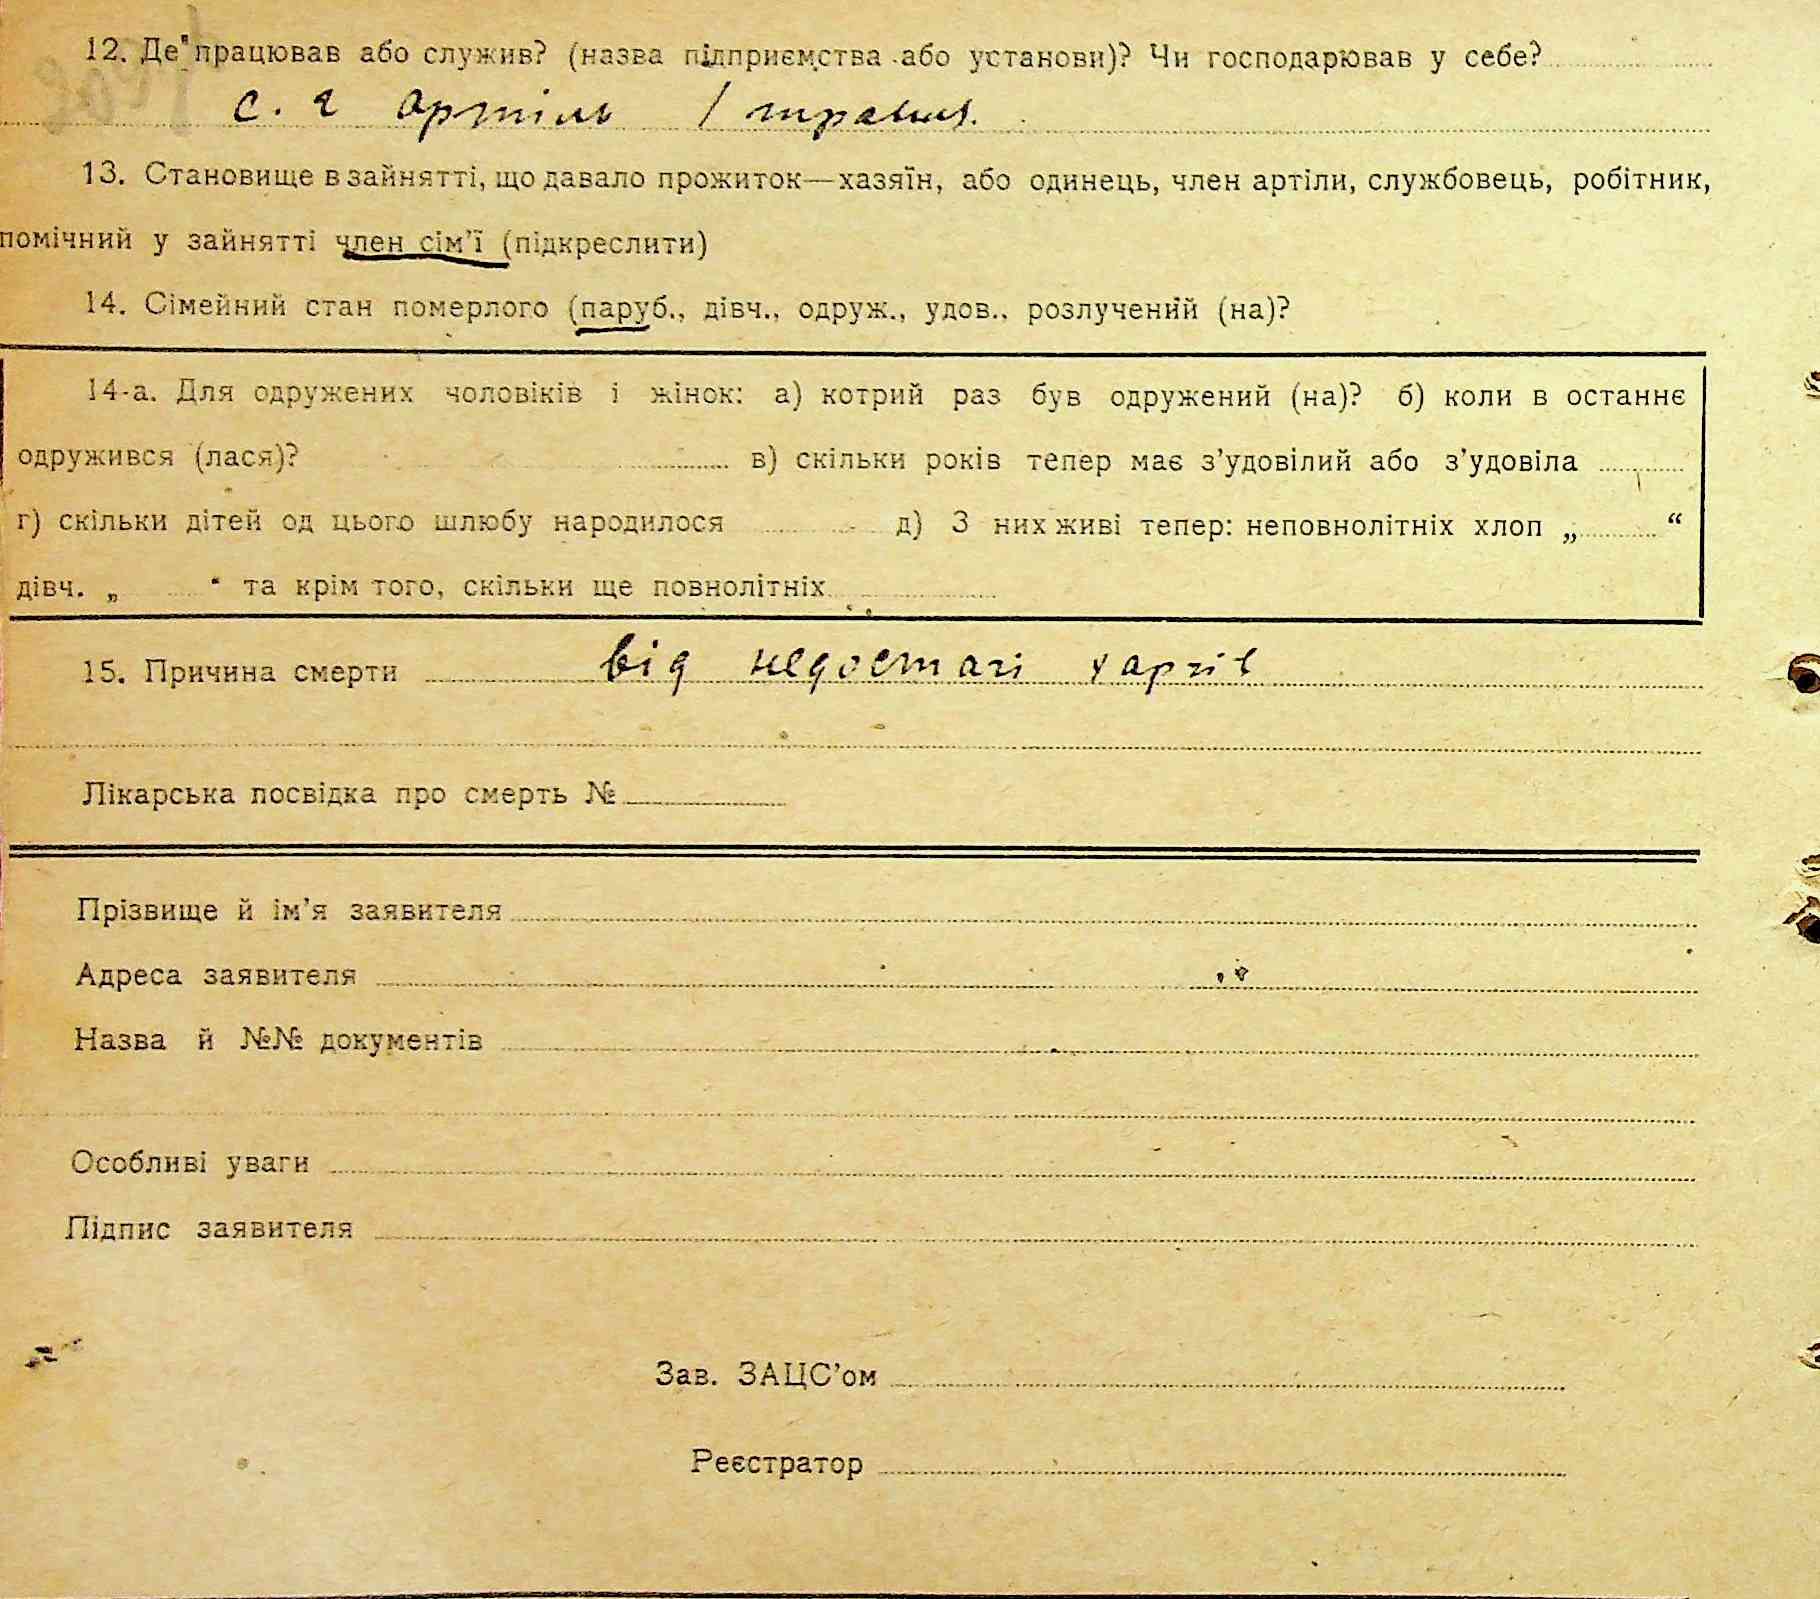 12. Де працював або служив? (назва підприємства або установи)? Чи господарював у себе?
с. г артіль 1 травня.
13. Становище в зайнятті, що давало прожиток—хазяїн, або одинець, член артіли, службовець, робітник,
помічний у зайнятті член сім’ї (підкреслити)
14. Сімейний стан померлого (паруб., дівч., одруж., удов., розлучений (на)?
14-а. Для одружених чоловіків і жінок: а) котрий раз був одружений (на)? б) коли в останнє
одружився (лася)? в) скільки років тепер має з’удовілий або з’удовіла
г) скільки дітей од цього шлюбу народилося д) З них живі тепер: неповнолітніх хлоп „ “
дівч. „ “ та крім того, скільки ще повнолітніх
15. Причина смерти від недостачі харчів
Лікарська посвідка про смерть №
Прізвище й ім’я заявителя
Адреса заявителя
Назва й №№ документів
Особливі уваги
Підпис заявителя
Зав. ЗАЦС’ом
Реєстратор